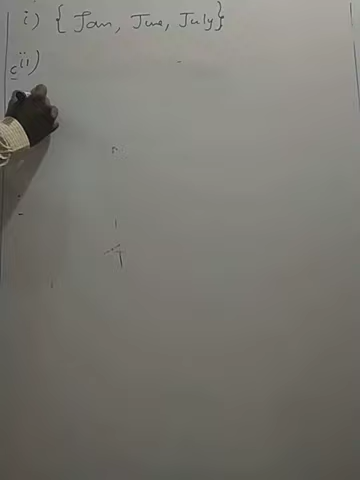 i) { Jan, June, July }
ii)
c